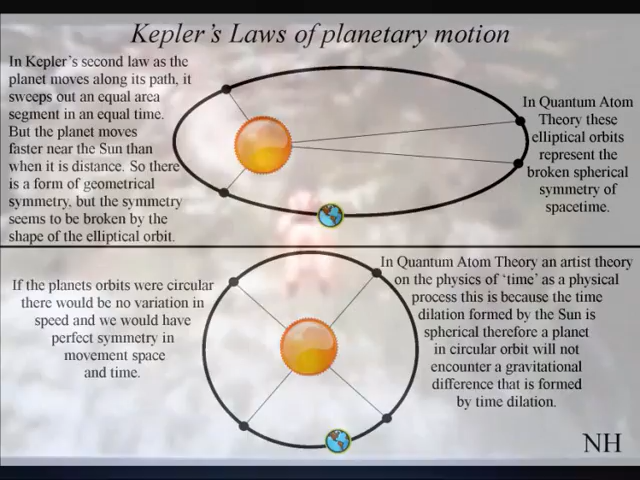 Kepler's Laws of planetary motion
In Kepler's second law as the
planet moves along its path, it
sweeps out an equal area
segment in an equal time.
But the planet moves
faster near the Sun than
when it is distance. So there
is a form of geometrical
symmetry, but the symmetry
seems to be broken by the
shape of the elliptical orbit.
In Quantum Atom
Theory these
elliptical orbits
represent the
broken spherical
symmetry of
spacetime.
If the planets orbits were circular
there would be no variation in
speed and we would have
perfect symmetry in
movement space
and time.
In Quantum Atom Theory an artist theory
on the physics of 'time' as a physical
process this is because the time
dilation formed by the Sun is
spherical therefore a planet
in circular orbit will not
encounter a gravitational
difference that is formed
by time dilation.
NH